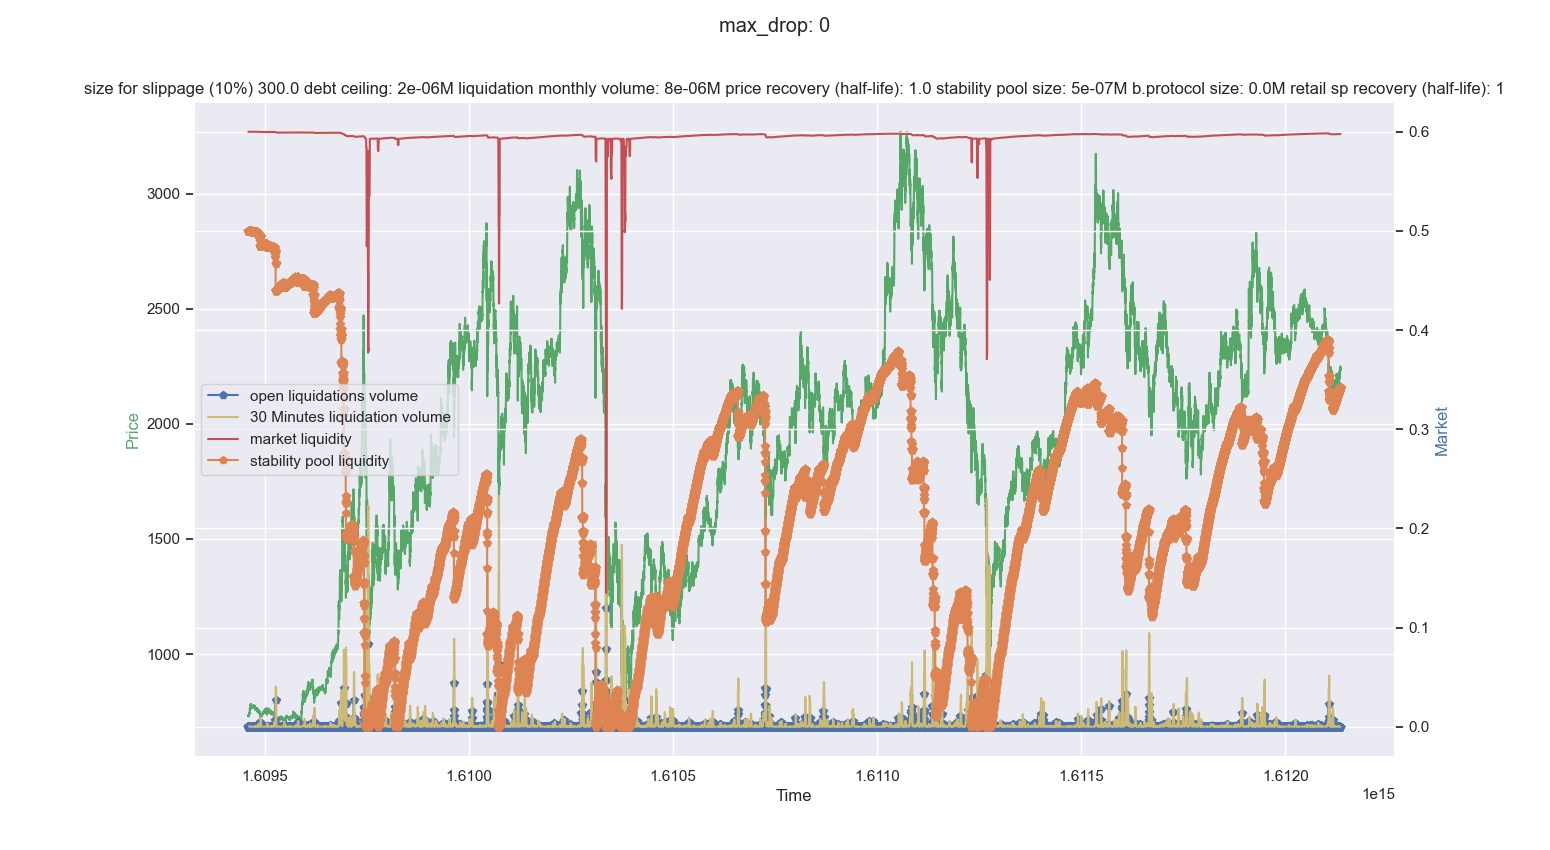 max_drop: 0
size for slippage (10%) 300.0 debt ceiling: 2e-06M liquidation monthly volume: 8e-06M price recovery (half-life): 1.0 stability pool size: 5e-07M b.protocol size: 0.0M retail sp recovery (half-life): 1
3000
2500
2000
1500
1000
Price
open liquidations volume
30 Minutes liquidation volume
market liquidity
stability pool liquidity
0.6
0.5
0.4
0.3
0.2
0.1
0.0
Market
1.6095 1.6100 1.6105 1.6110 1.6115 1.6120
1e15
Time